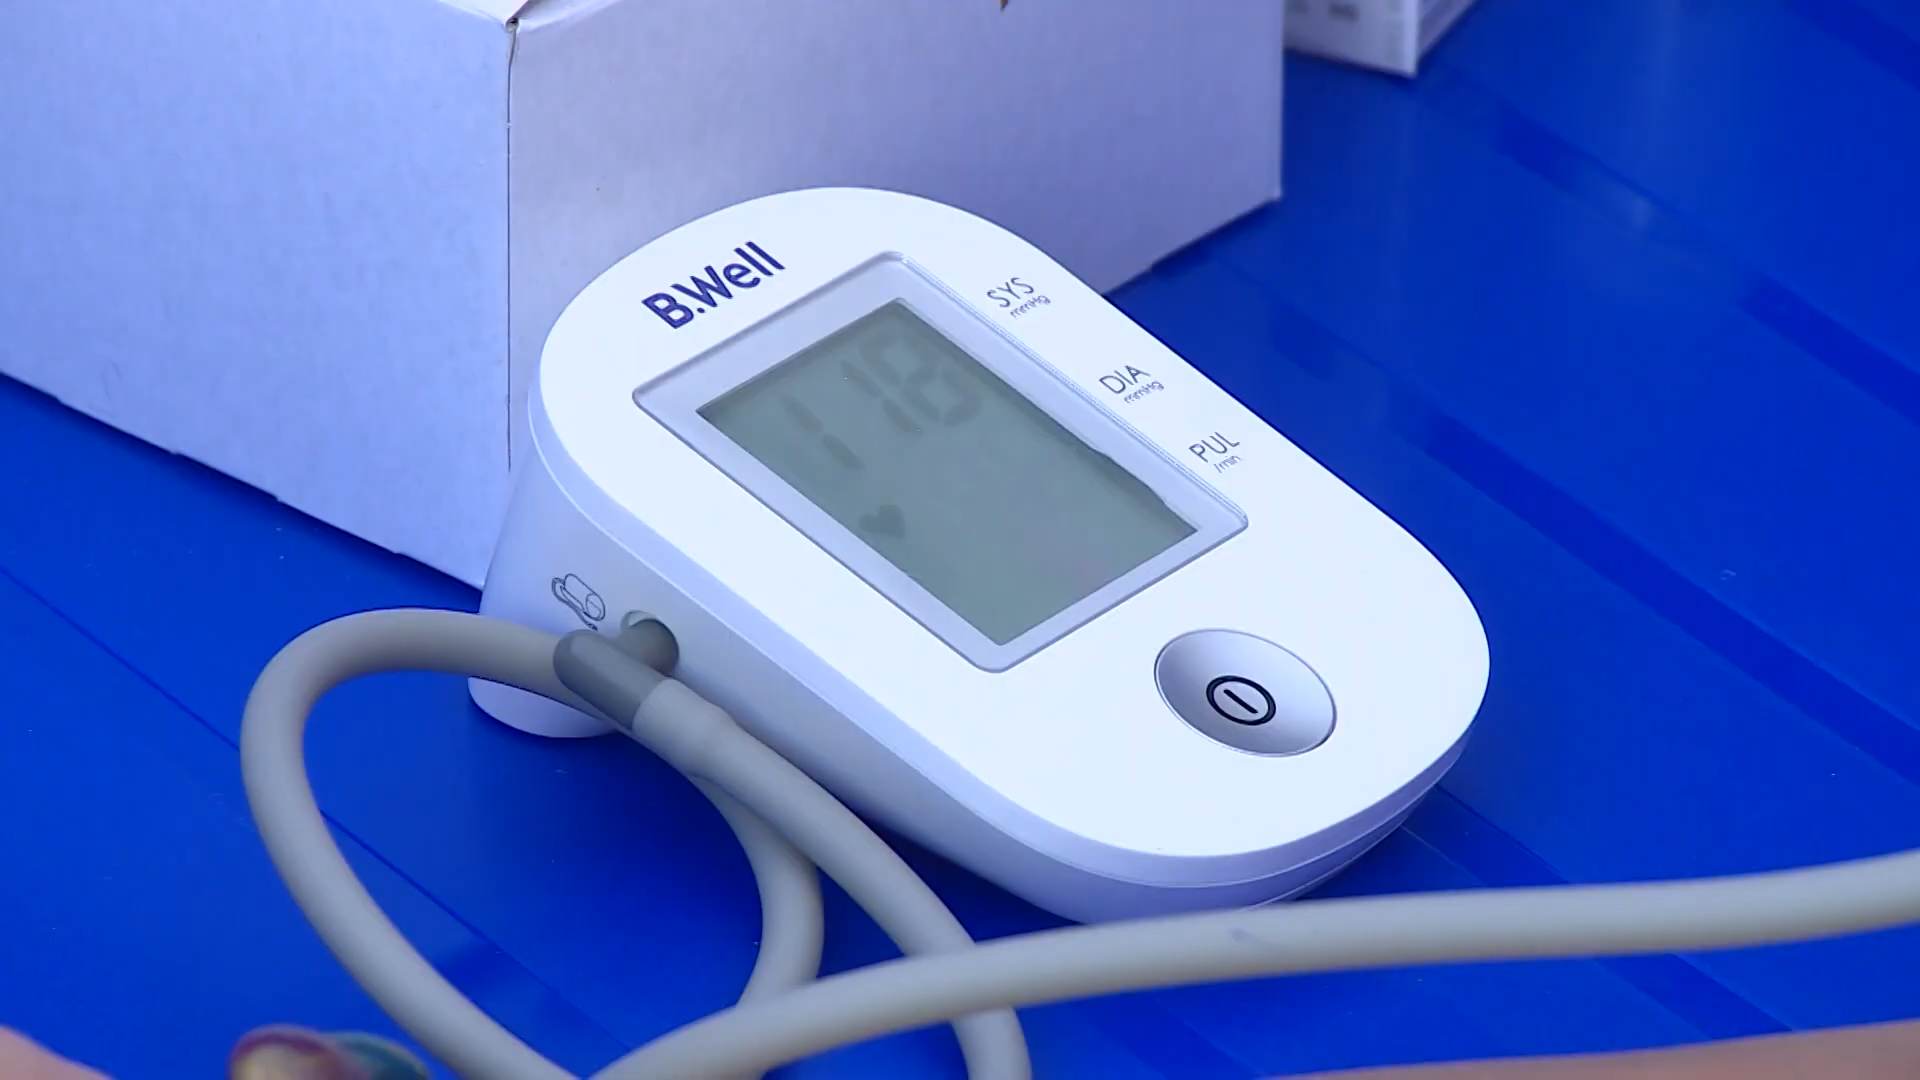 B.Well
SYS
mmHg
DIA
mmHg
PUL
/min